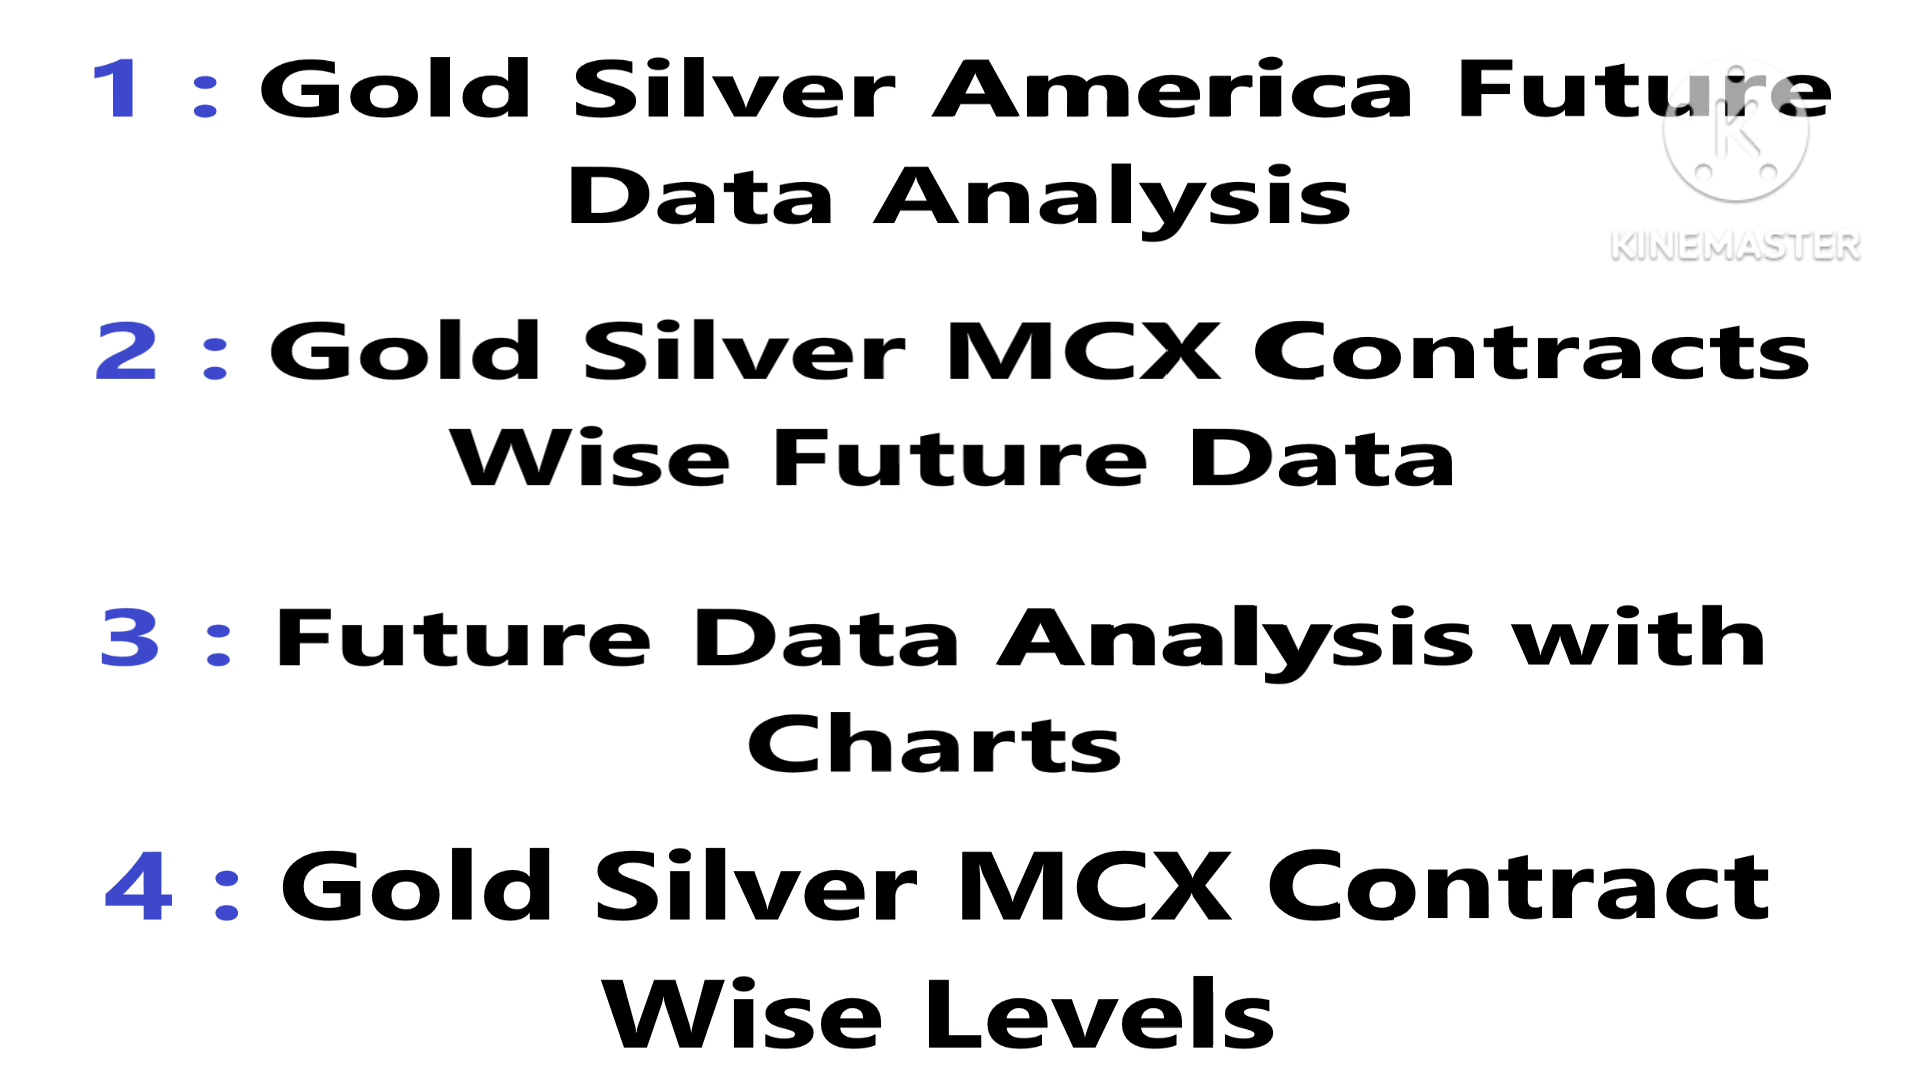 1 : Gold Silver America Future
Data Analysis
KINEMASTER
2 : Gold Silver MCX Contracts
Wise Future Data
3 : Future Data Analysis with
Charts
4 : Gold Silver MCX Contract
Wise Levels